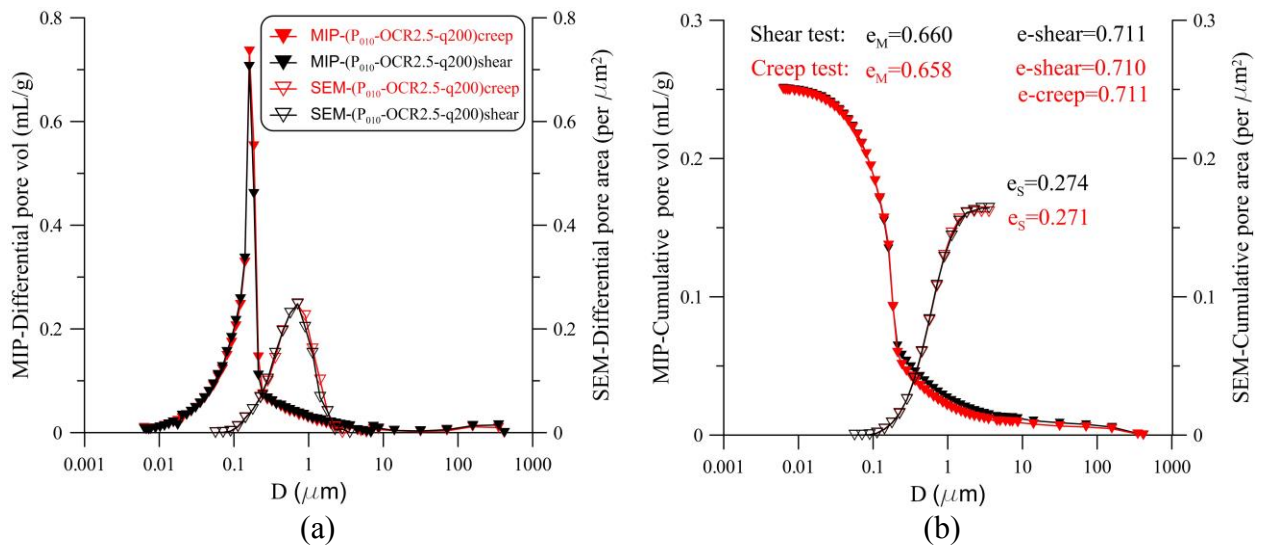 MIP-(P010-OCR2.5-q200)creep
MIP-(P010-OCR2.5-q200)shear
SEM-(P010-OCR2.5-q200)creep
SEM-(P010-OCR2.5-q200)shear
MIP-Differential pore vol (mL/g)
0.8
0.6
0.4
0.2
0
SEM-Differential pore area (per μm2)
0.8
0.6
0.4
0.2
0
0.001 0.01 0.1 1 10 100 1000
D (μm)
(a)
Shear test: eM=0.660 e-shear=0.711
Creep test: eM=0.658 e-shear=0.710
e-creep=0.711
eS=0.274
eS=0.271
MIP-Cumulative pore vol (mL/g)
0.3
0.2
0.1
0
SEM-Cumulative pore area (per μm2)
0.3
0.2
0.1
0
0.001 0.01 0.1 1 10 100 1000
D (μm)
(b)